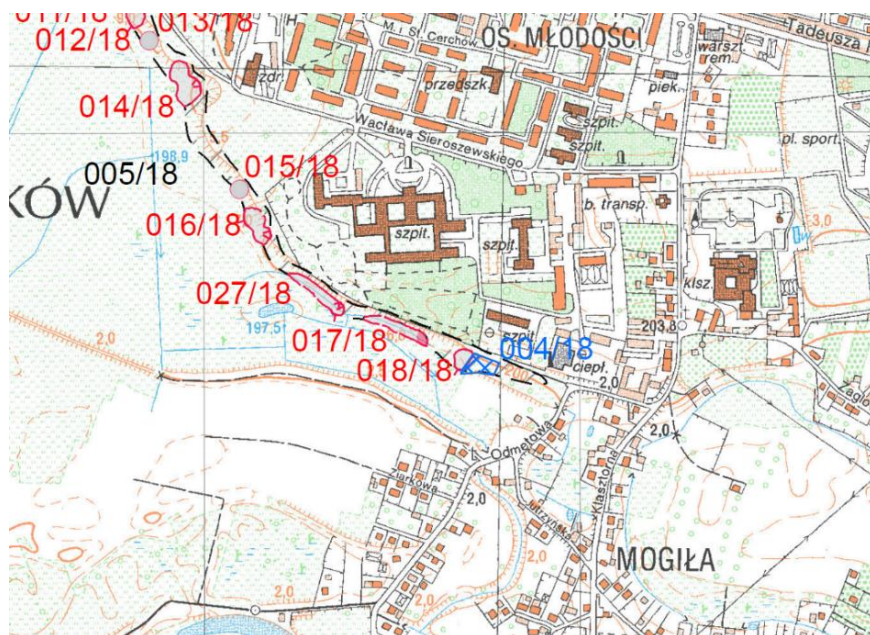 013/18
012/18
OS. MŁODOŚCI
M. i St. Cerchów
H.
Tadeusza
warszt.
rem.
zdr.
014/18
przedszk.
piek.
Wacława Sieroszewskiego
szpit.
szpit.
pl. sport.
198,9
005/18
015/18
KÓW
016/18
b. transp.
3,0
szpit.
szpit.
klsz.
027/18
197,5
2,0
017/18
szpit.
203,8
004/18
018/18
ciepł.
2,0
2,0
Odmętowa
Ziarkowa
2,0
Klasztorna
2,0
MOGIŁA
2,0